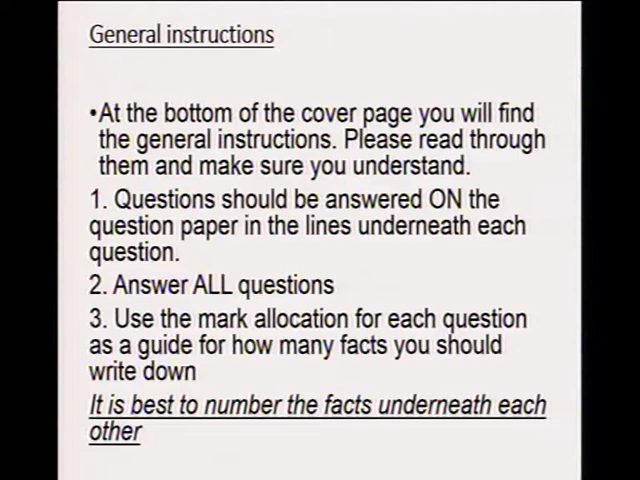 General instructions
•At the bottom of the cover page you will find
the general instructions. Please read through
them and make sure you understand.
1. Questions should be answered ON the
question paper in the lines underneath each
question.
2. Answer ALL questions
3. Use the mark allocation for each question
as a guide for how many facts you should
write down
It is best to number the facts underneath each
other